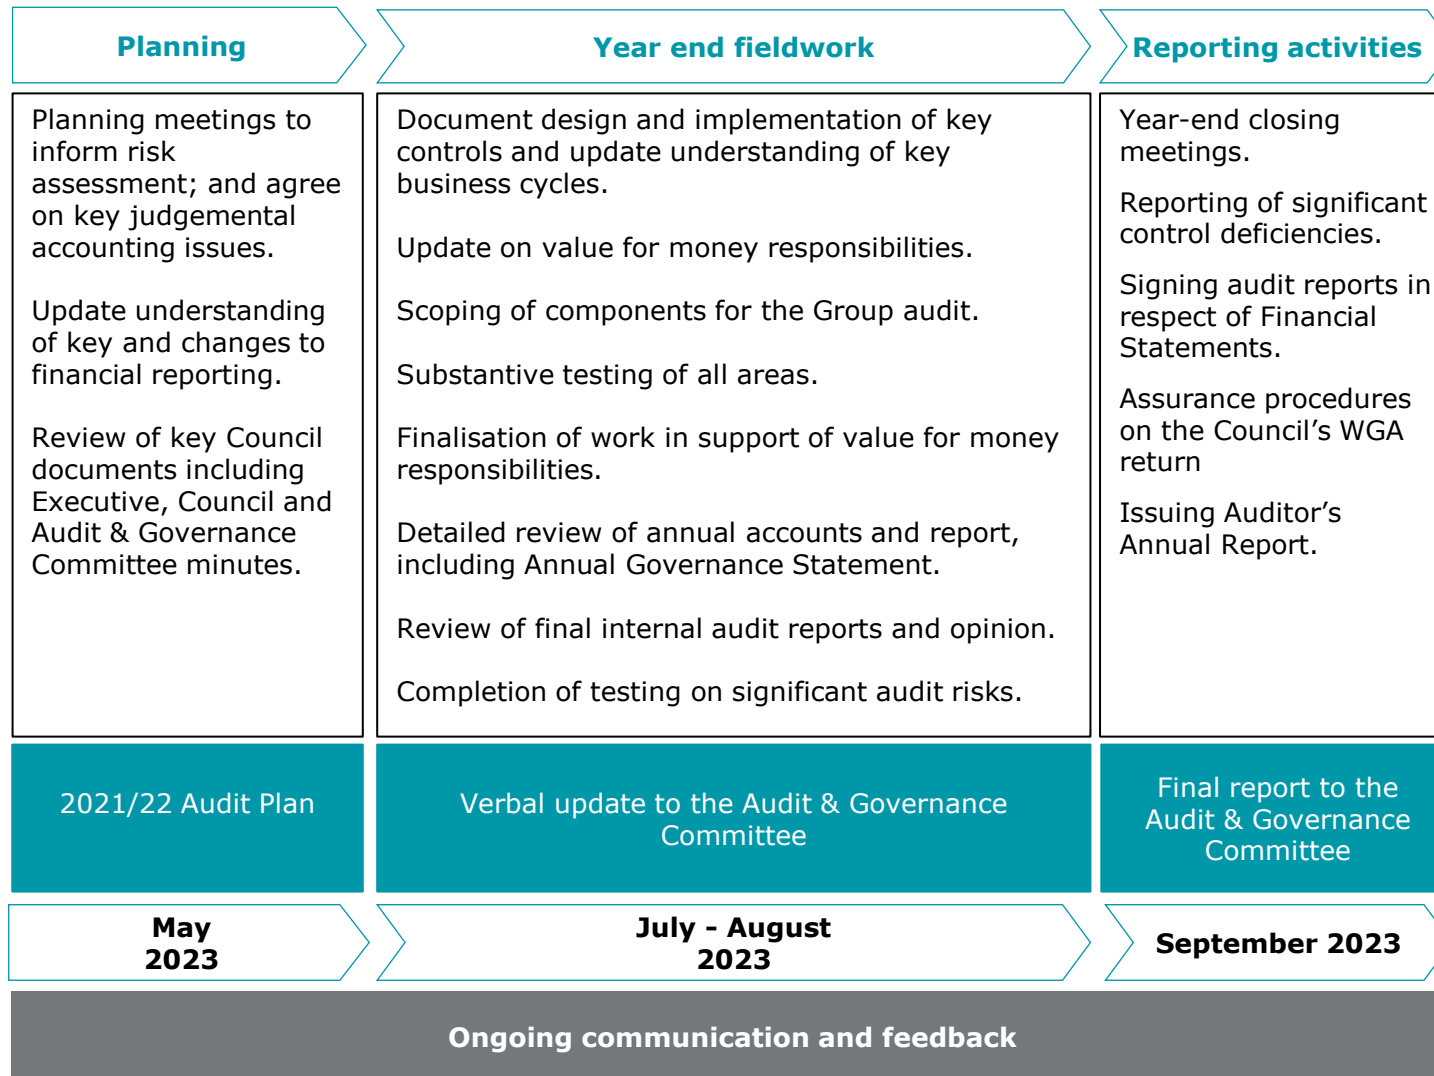 Planning
Year end fieldwork
Reporting activities
Planning meetings to
inform risk
assessment; and agree
on key judgemental
accounting issues.
Update understanding
of key and changes to
financial reporting.
Review of key Council
documents including
Executive, Council and
Audit & Governance
Committee minutes.
Document design and implementation of key
controls and update understanding of key
business cycles.
Update on value for money responsibilities.
Scoping of components for the Group audit.
Substantive testing of all areas.
Finalisation of work in support of value for money
responsibilities.
Detailed review of annual accounts and report,
including Annual Governance Statement.
Review of final internal audit reports and opinion.
Completion of testing on significant audit risks.
Year-end closing
meetings.
Reporting of significant
control deficiencies.
Signing audit reports in
respect of Financial
Statements.
Assurance procedures
on the Council’s WGA
return
Issuing Auditor’s
Annual Report.
2021/22 Audit Plan
Verbal update to the Audit & Governance
Committee
Final report to the
Audit & Governance
Committee
May
2023
July - August
2023
September 2023
Ongoing communication and feedback